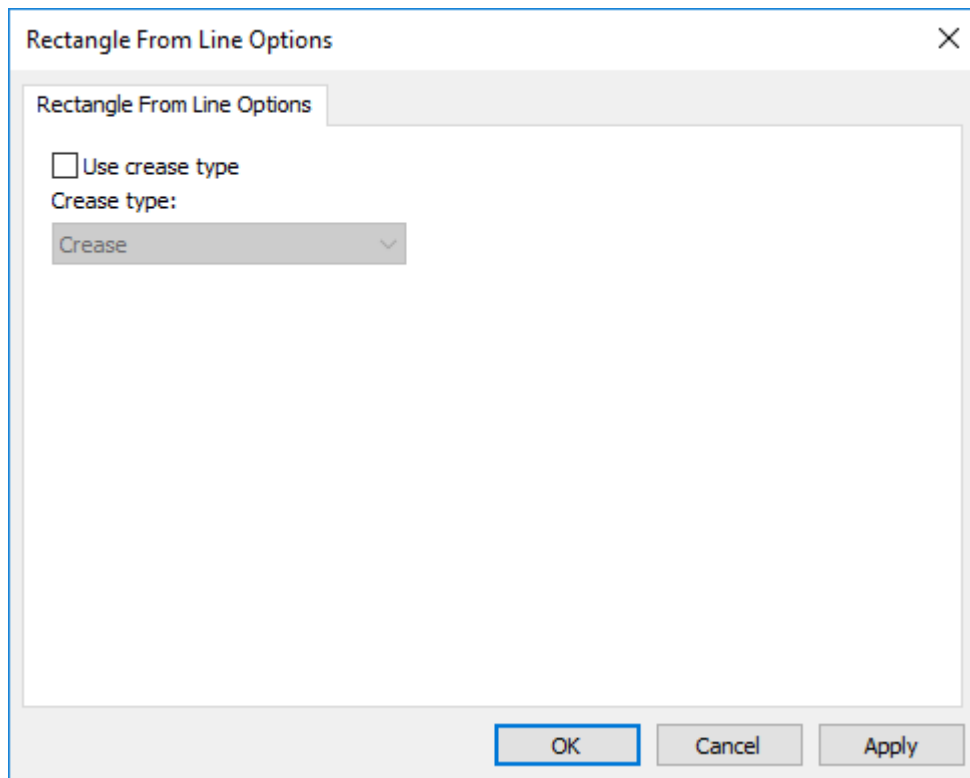 Rectangle From Line Options
Rectangle From Line Options
Use crease type
Crease type:
Crease
OK Cancel Apply